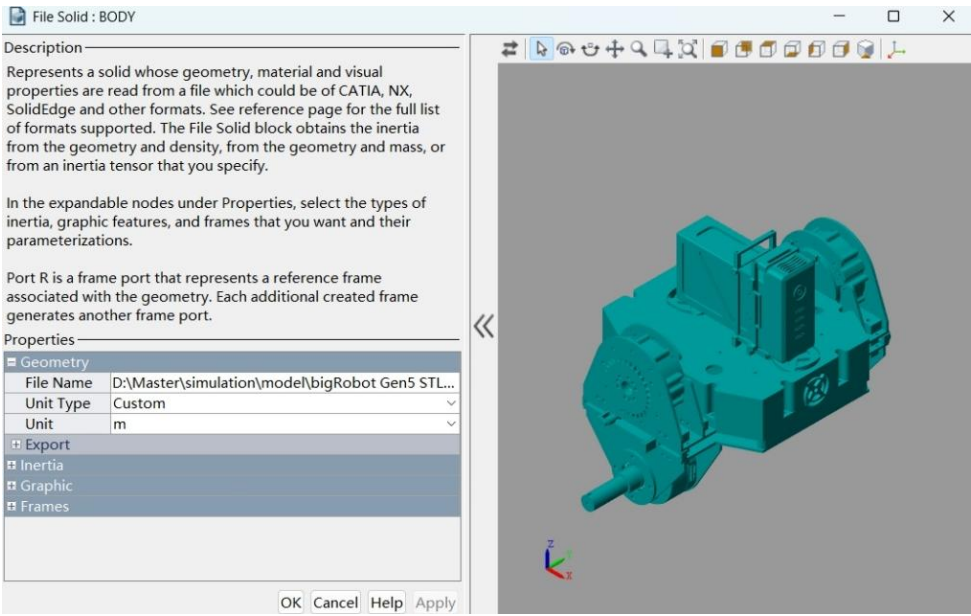 File Solid : BODY
Description
Represents a solid whose geometry, material and visual
properties are read from a file which could be of CATIA, NX,
SolidEdge and other formats. See reference page for the full list
of formats supported. The File Solid block obtains the inertia
from the geometry and density, from the geometry and mass, or
from an inertia tensor that you specify.
In the expandable nodes under Properties, select the types of
inertia, graphic features, and frames that you want and their
parameterizations.
Port R is a frame port that represents a reference frame
associated with the geometry. Each additional created frame
generates another frame port.
Properties
Geometry
File Name D:\Master\simulation\model\bigRobot Gen5 STL...
Unit Type Custom
Unit m
Export
Inertia
Graphic
Frames
OK Cancel Help Apply
Z
Y
X